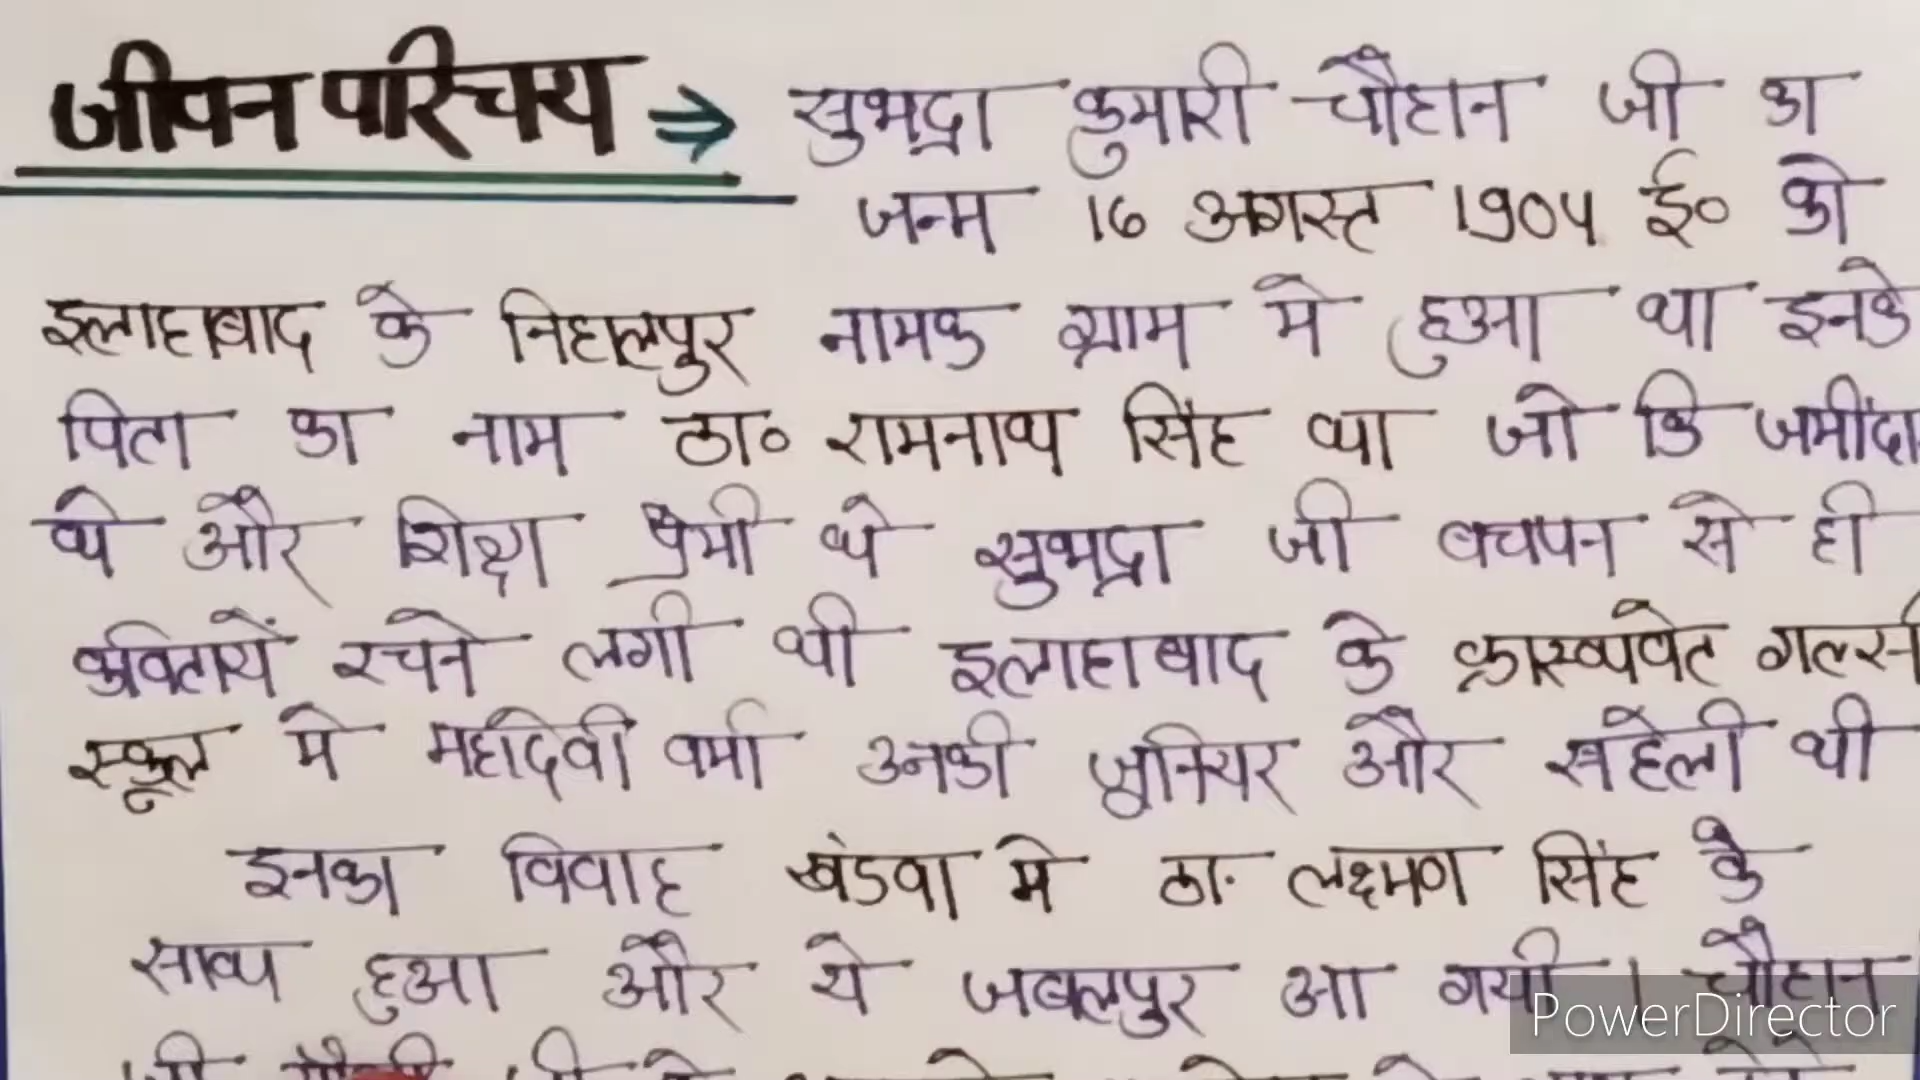 जीवन परिचय ⇒ सुभद्रा कुमारी चौहान जी का
जन्म 16 अगस्त 1904 ई० को
इलाहाबाद के निहालपुर नामक ग्राम मे हुआ था इनके
पिता का नाम ठा० रामनाथ सिंह था जो कि जमींदा
थे और शिक्षा प्रेमी थे सुभद्रा जी बचपन से ही
कवितायें रचने लगी थी इलाहाबाद के क्रास्थवेट गर्ल्स
स्कूल मे महादेवी वर्मा उनकी जूनियर और सहेली थी
इनका विवाह खंडवा मे ठा. लक्ष्मण सिंह के
साथ हुआ और ये जबलपुर आ गयी । चौहान
PowerDirector